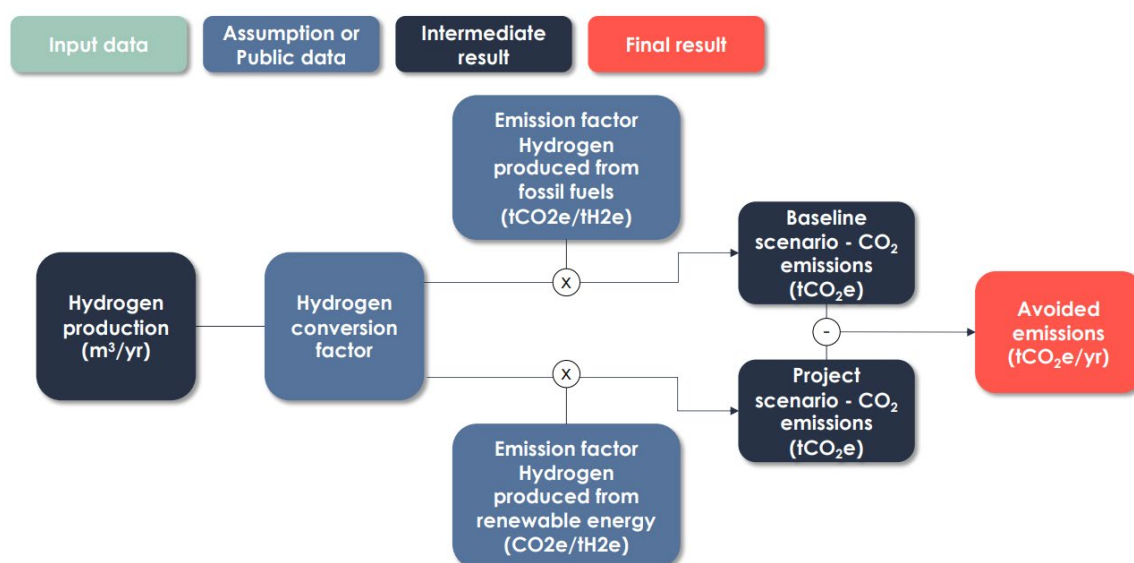 Input data
Assumption or
Public data
Intermediate
result
Final result
Emission factor
Hydrogen
produced from
fossil fuels
(tCO2e/tH2e)
Hydrogen
production
(m³/yr)
Hydrogen
conversion
factor
X
Baseline
scenario - CO₂
emissions
(tCO₂e)
-
Avoided
emissions
(tCO₂e/yr)
X
Project
scenario - CO₂
emissions
(tCO₂e)
Emission factor
Hydrogen
produced from
renewable energy
(CO2e/tH2e)